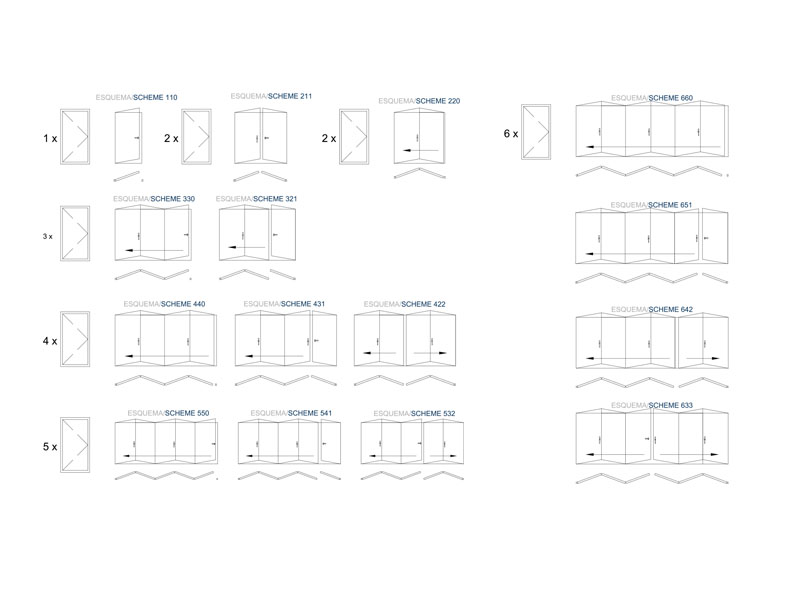 ESQUEMA/SCHEME 110
ESQUEMA/SCHEME 211
ESQUEMA/SCHEME 220
ESQUEMA/SCHEME 660
1 x
2 x
2 x
6 x
ESQUEMA/SCHEME 330
ESQUEMA/SCHEME 321
ESQUEMA/SCHEME 651
3 x
ESQUEMA/SCHEME 440
ESQUEMA/SCHEME 431
ESQUEMA/SCHEME 422
ESQUEMA/SCHEME 642
4 x
ESQUEMA/SCHEME 550
ESQUEMA/SCHEME 541
ESQUEMA/SCHEME 532
ESQUEMA/SCHEME 633
5 x